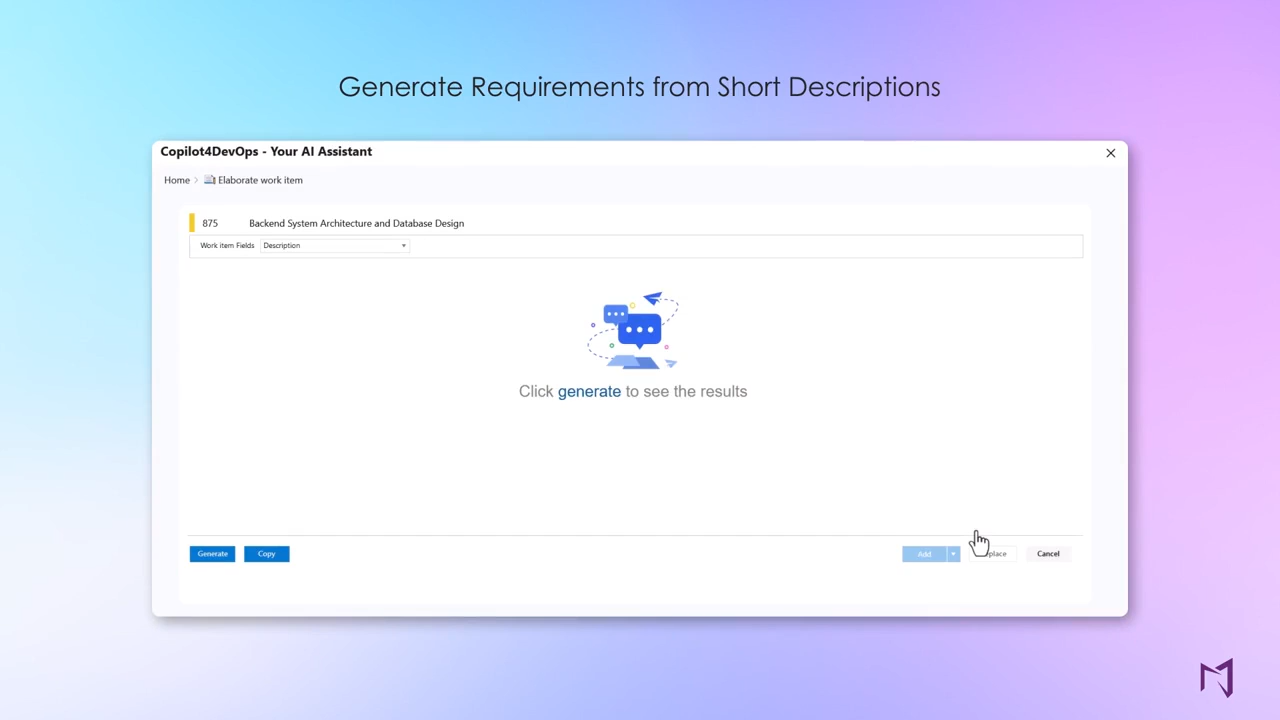 Generate Requirements from Short Descriptions
Copilot4DevOps - Your AI Assistant
Home > Elaborate work item
875 Backend System Architecture and Database Design
Work item Fields Description
Click generate to see the results
Generate Copy Add Cancel